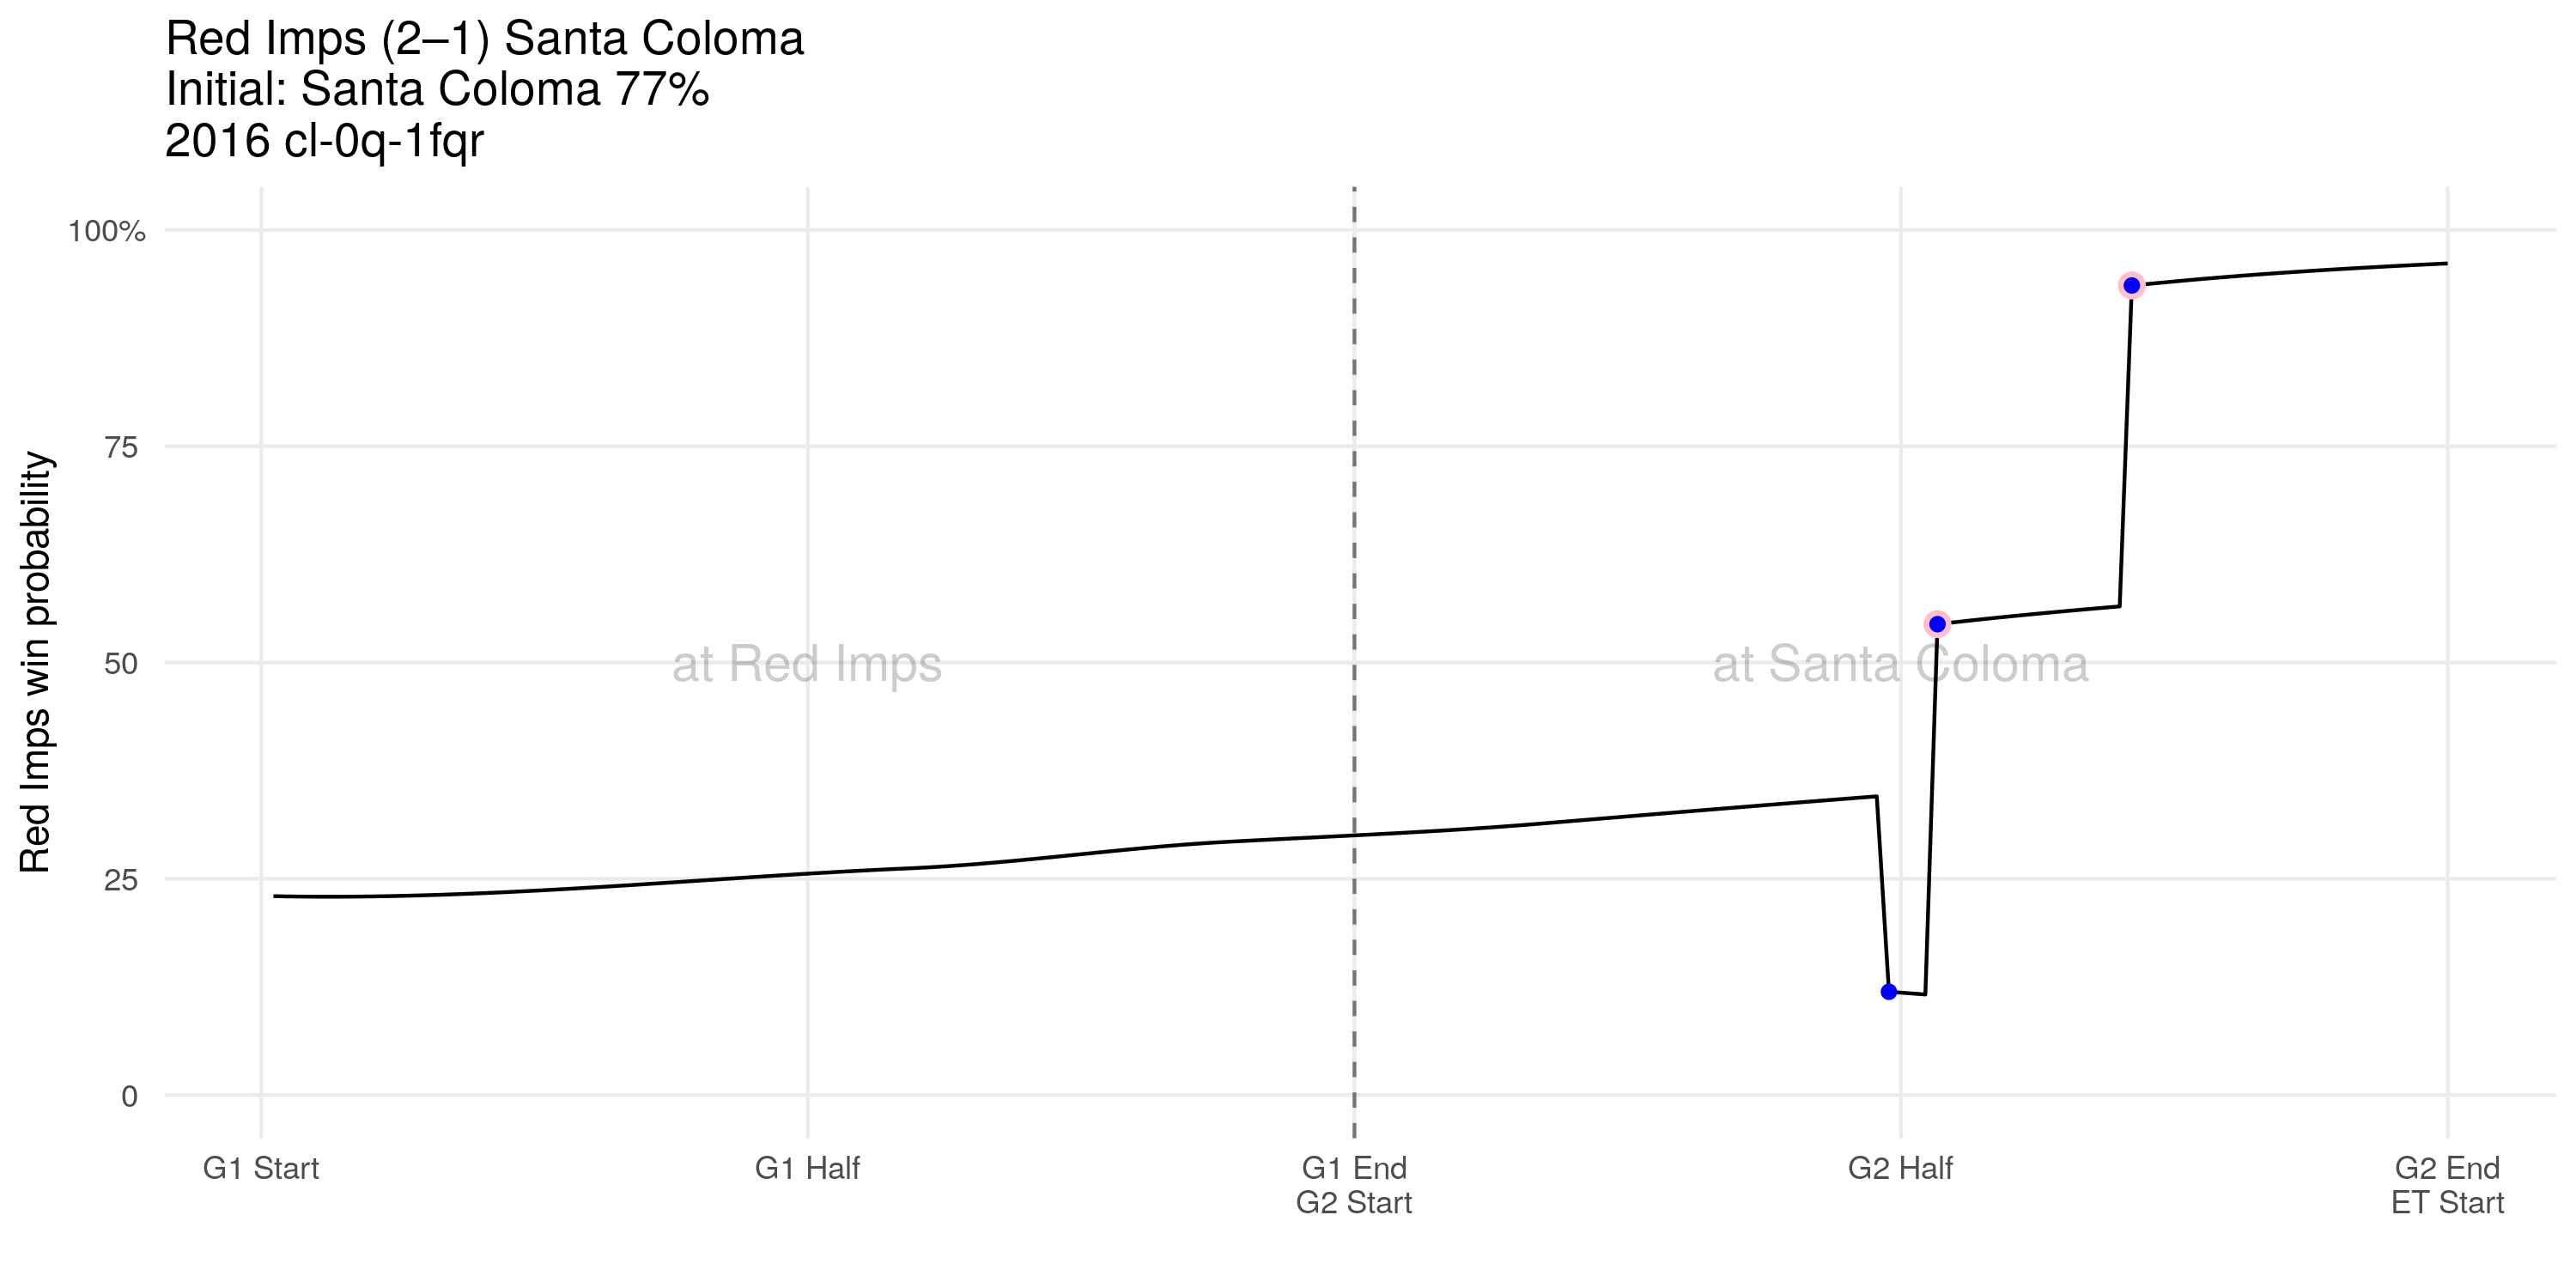 Red Imps (2–1) Santa Coloma
Initial: Santa Coloma 77%
2016 cl-0q-1fqr
Red Imps win probability
100%
75
50
25
0
at Red Imps
at Santa Coloma
G1 Start
G1 Half
G1 End
G2 Start
G2 Half
G2 End
ET Start